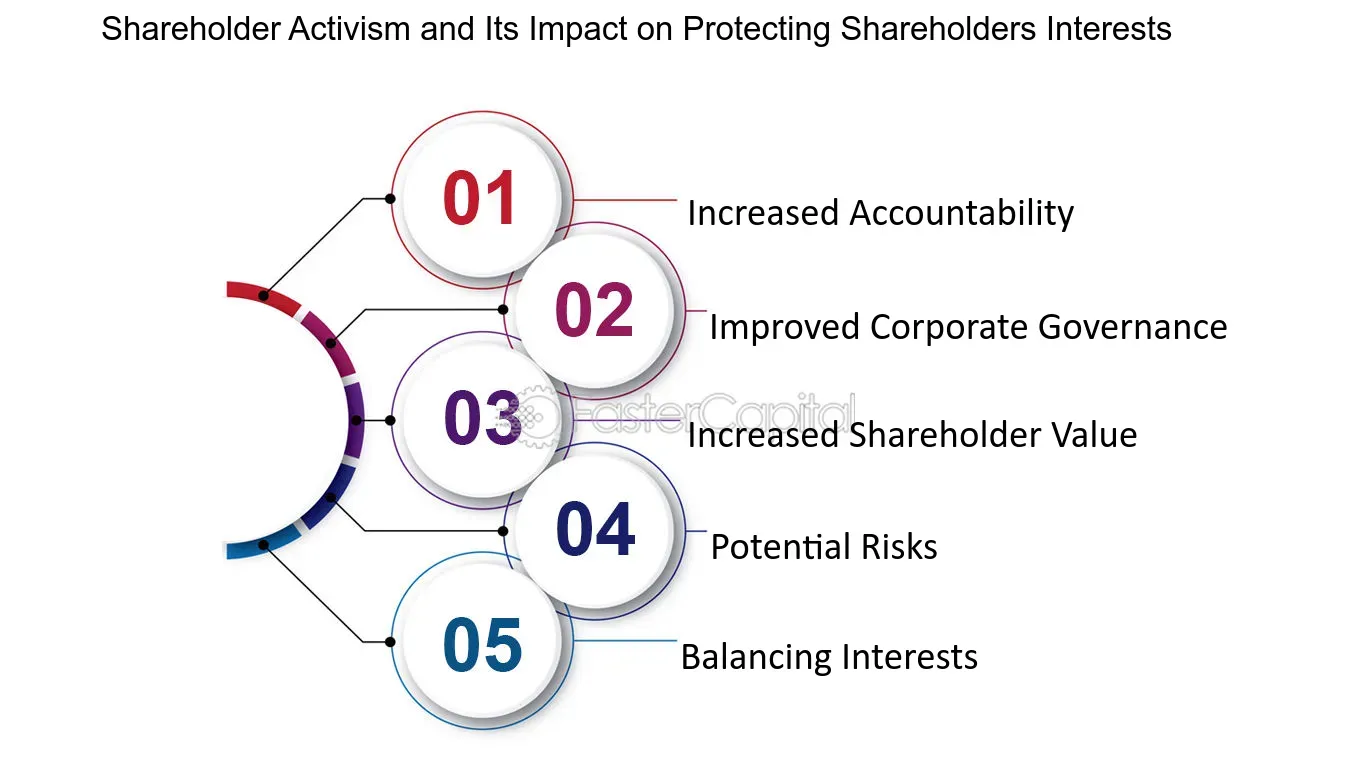 Shareholder Activism and Its Impact on Protecting Shareholders Interests
01
Increased Accountability
02
Improved Corporate Governance
03
FasterCapital
Increased Shareholder Value
04
Potential Risks
05
Balancing Interests